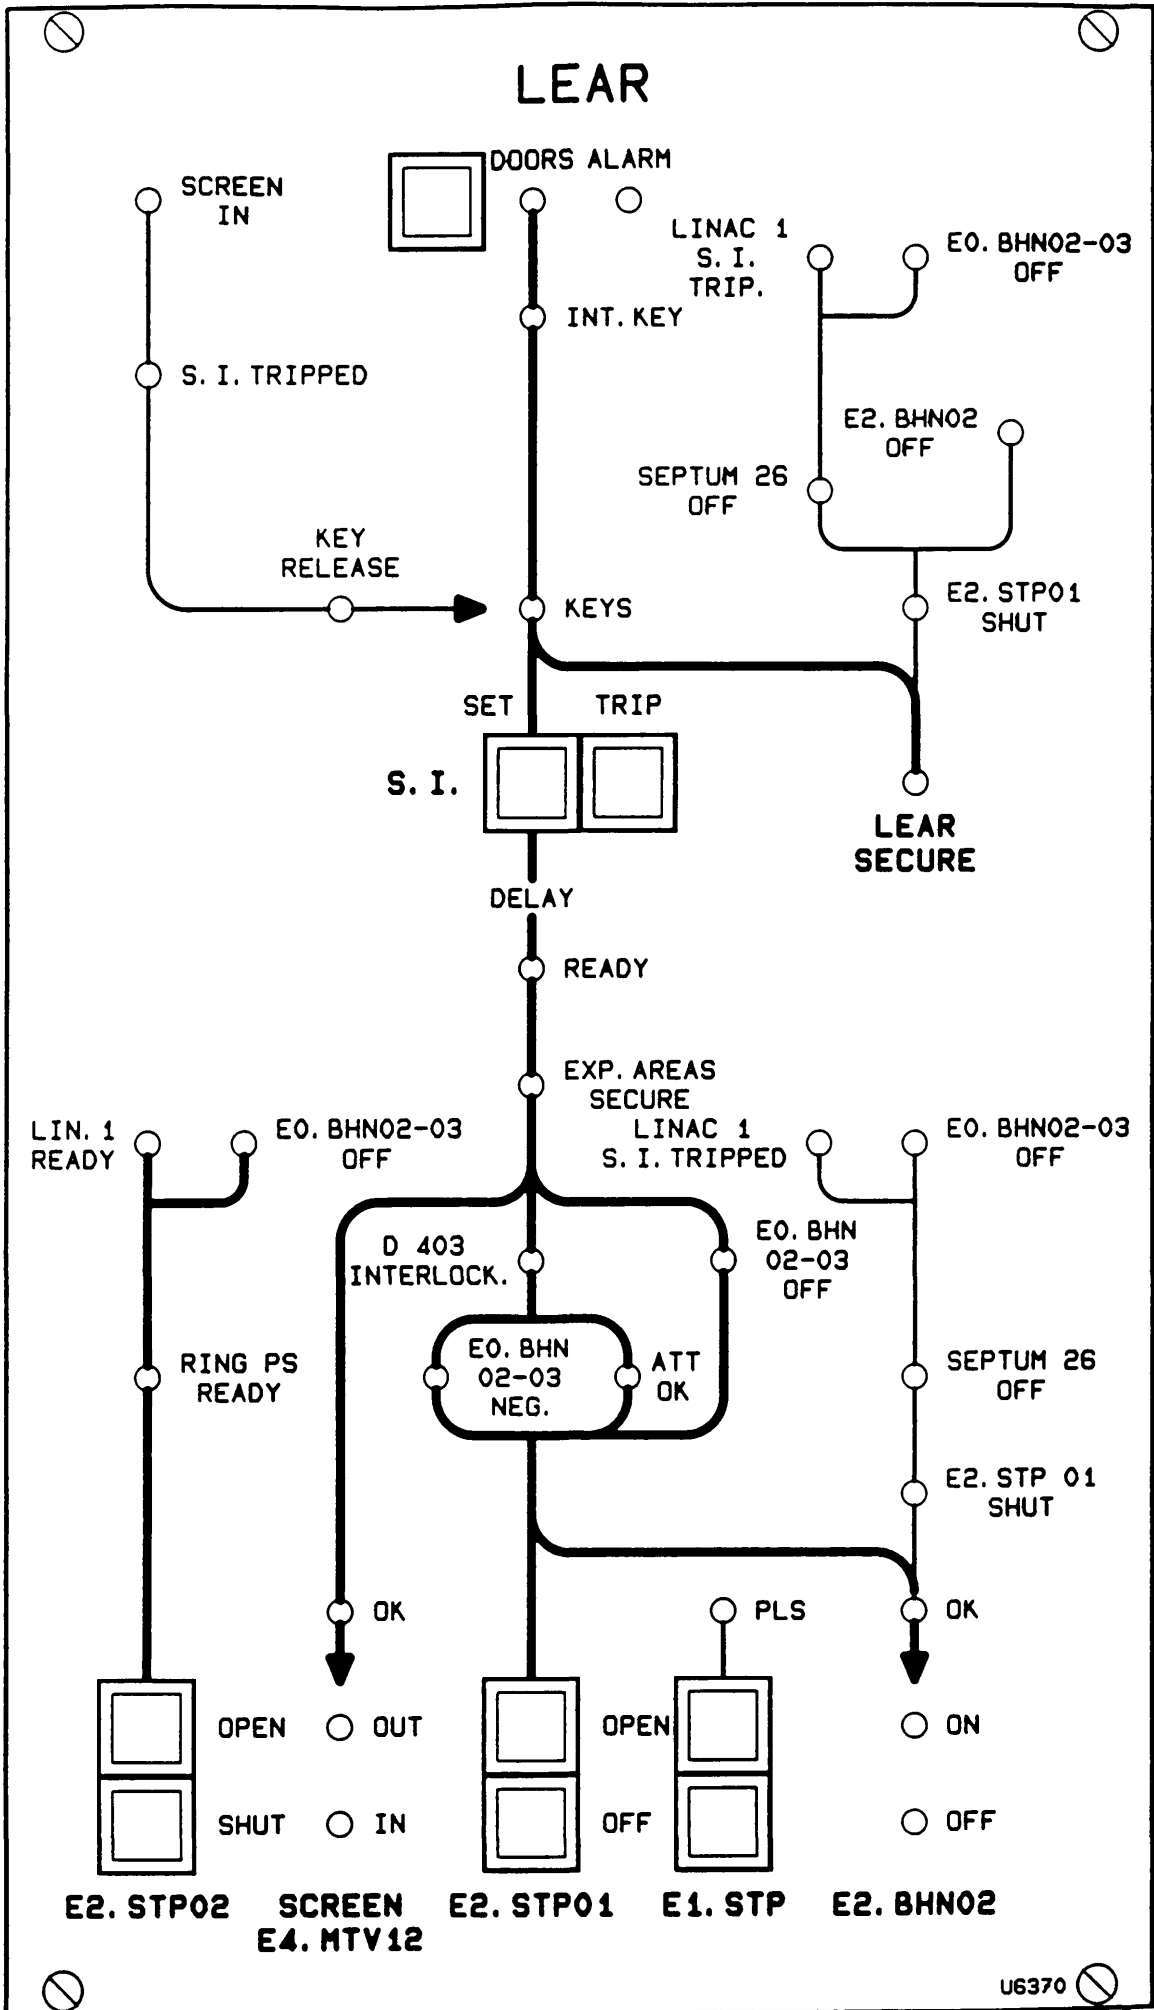 LEAR
DOORS ALARM
SCREEN
IN
LINAC 1
S. I.
TRIP.
E0. BHN02-03
OFF
INT. KEY
S. I. TRIPPED
E2. BHN02
OFF
SEPTUM 26
OFF
KEY
RELEASE
KEYS
E2. STP01
SHUT
SET
TRIP
S. I.
LEAR
SECURE
DELAY
READY
EXP. AREAS
SECURE
LIN. 1
READY
E0. BHN02-03
OFF
LINAC 1
S. I. TRIPPED
E0. BHN02-03
OFF
D 403
INTERLOCK.
E0. BHN
02-03
OFF
RING PS
READY
E0. BHN
02-03
NEG.
ATT
OK
SEPTUM 26
OFF
E2. STP 01
SHUT
OK
PLS
OK
OPEN
OUT
OPEN
ON
SHUT
IN
OFF
OFF
E2. STP02
SCREEN
E4. MTV12
E2. STP01
E1. STP
E2. BHN02
U6370